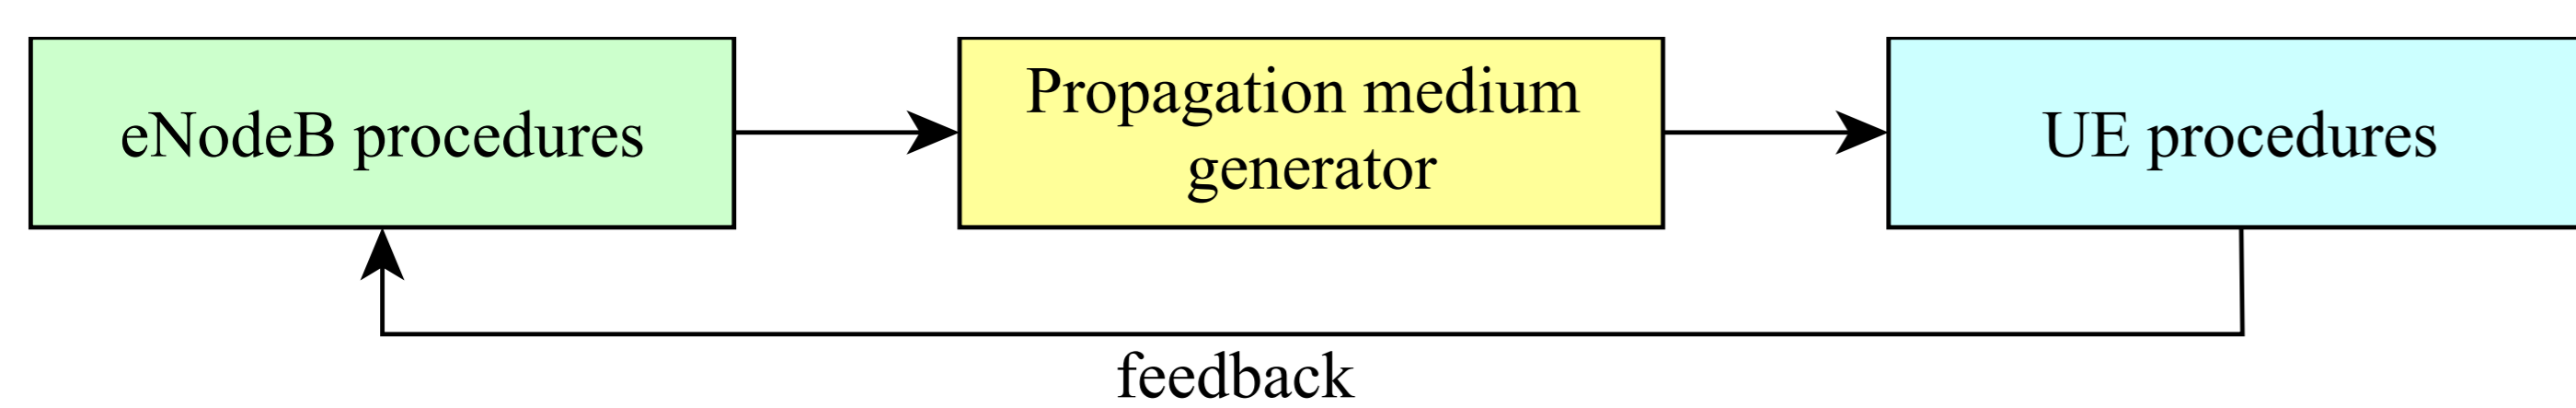 eNodeB procedures
Propagation medium
generator
UE procedures
feedback